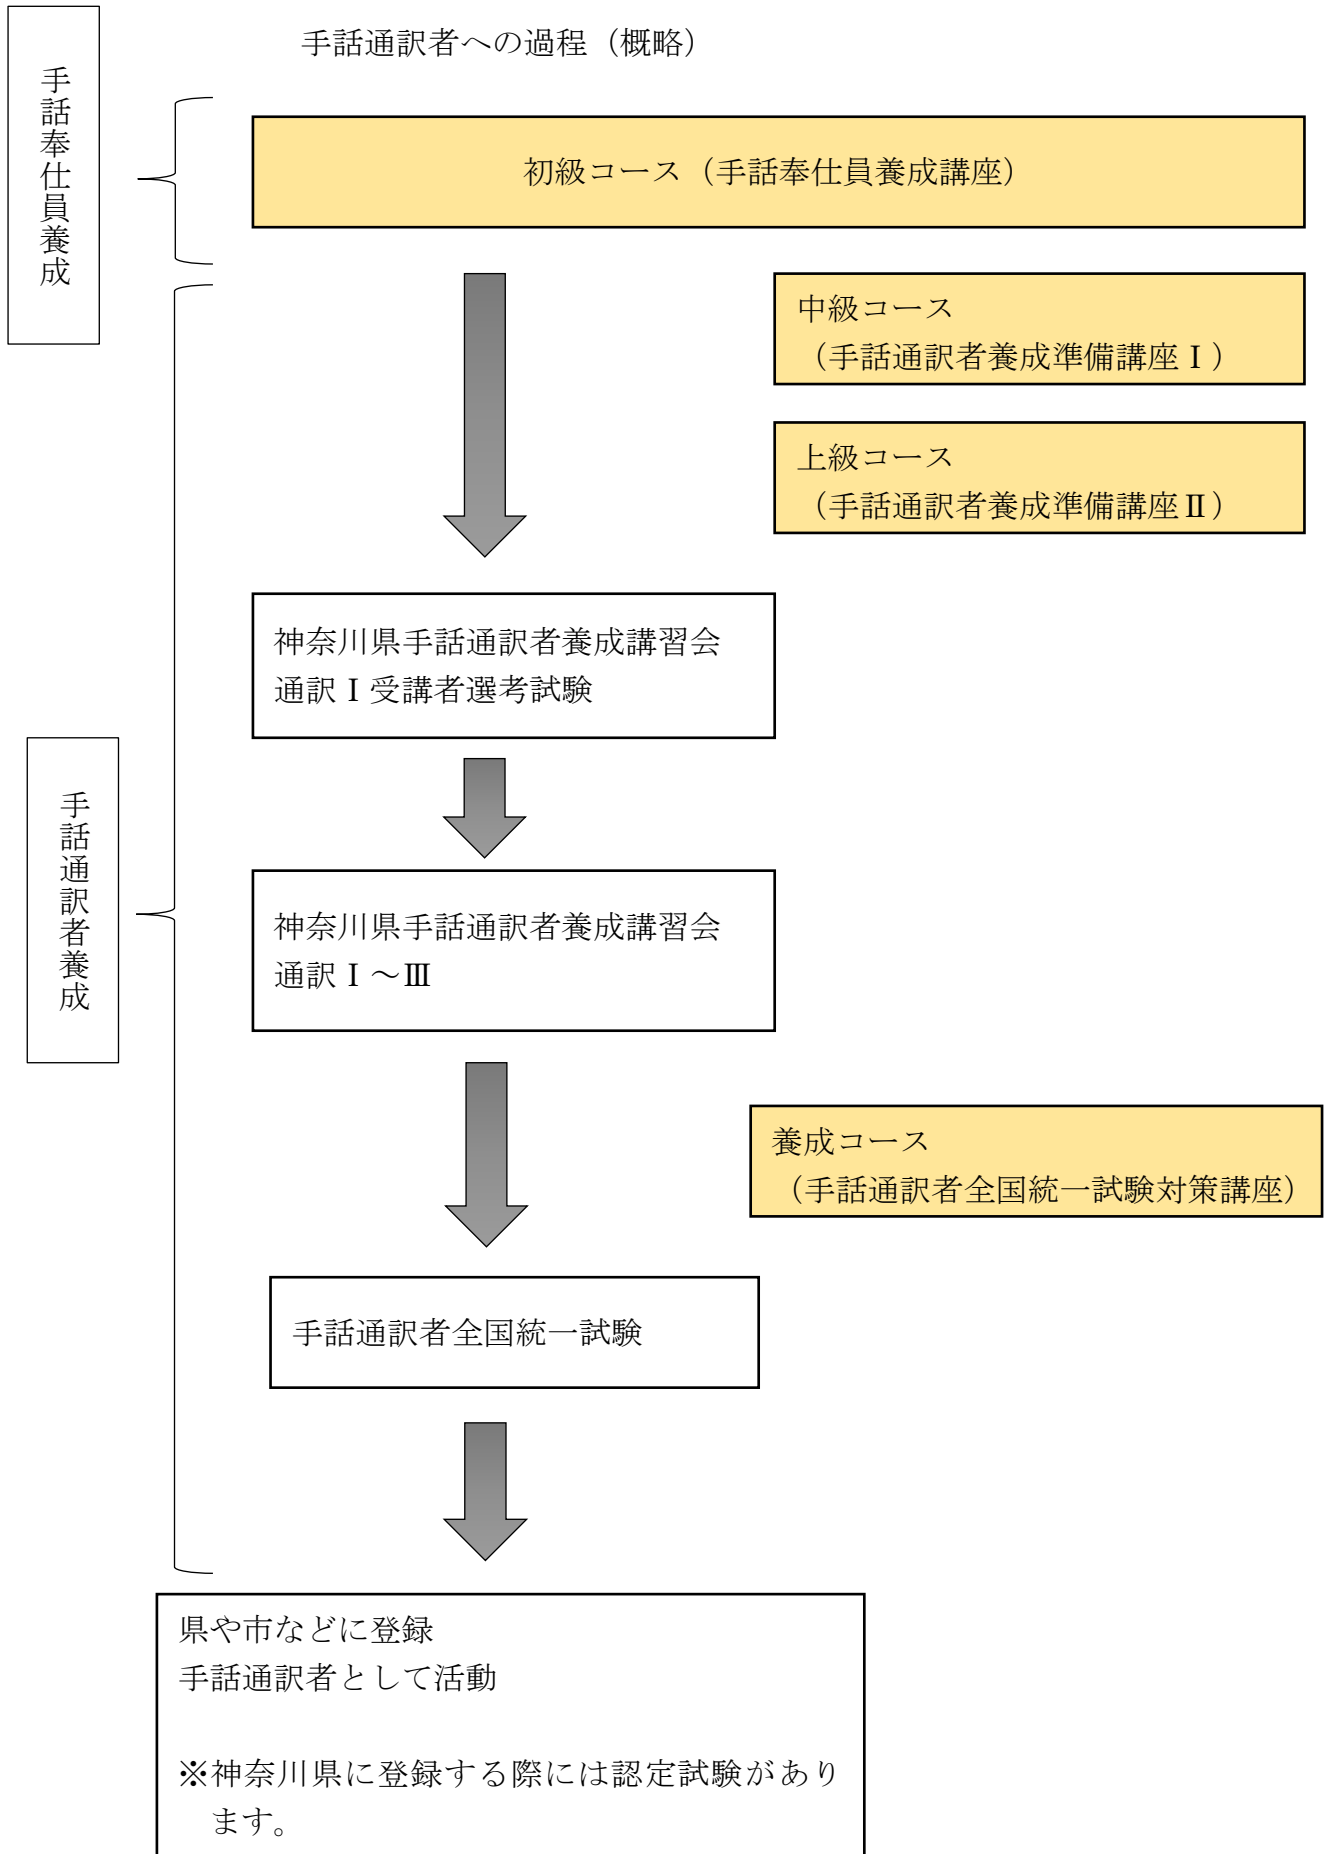 手話通訳者への過程（概略）
手話奉仕員養成
初級コース（手話奉仕員養成講座）
中級コース
（手話通訳者養成準備講座Ⅰ）
上級コース
（手話通訳者養成準備講座Ⅱ）
神奈川県手話通訳者養成講習会
通訳Ⅰ受講者選考試験
手話通訳者養成
神奈川県手話通訳者養成講習会
通訳Ⅰ～Ⅲ
養成コース
（手話通訳者全国統一試験対策講座）
手話通訳者全国統一試験
県や市などに登録
手話通訳者として活動
※神奈川県に登録する際には認定試験があり
ます。